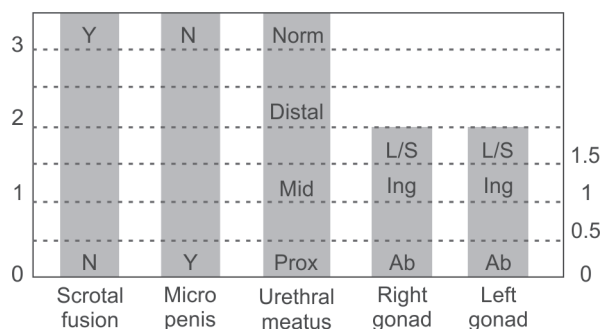 3 Y N Norm
2 Distal
L/S L/S 1.5
1 Mid Ing Ing 1
0.5
0 N Y Prox Ab Ab 0
Scrotal fusion
Micro penis
Urethral meatus
Right gonad
Left gonad